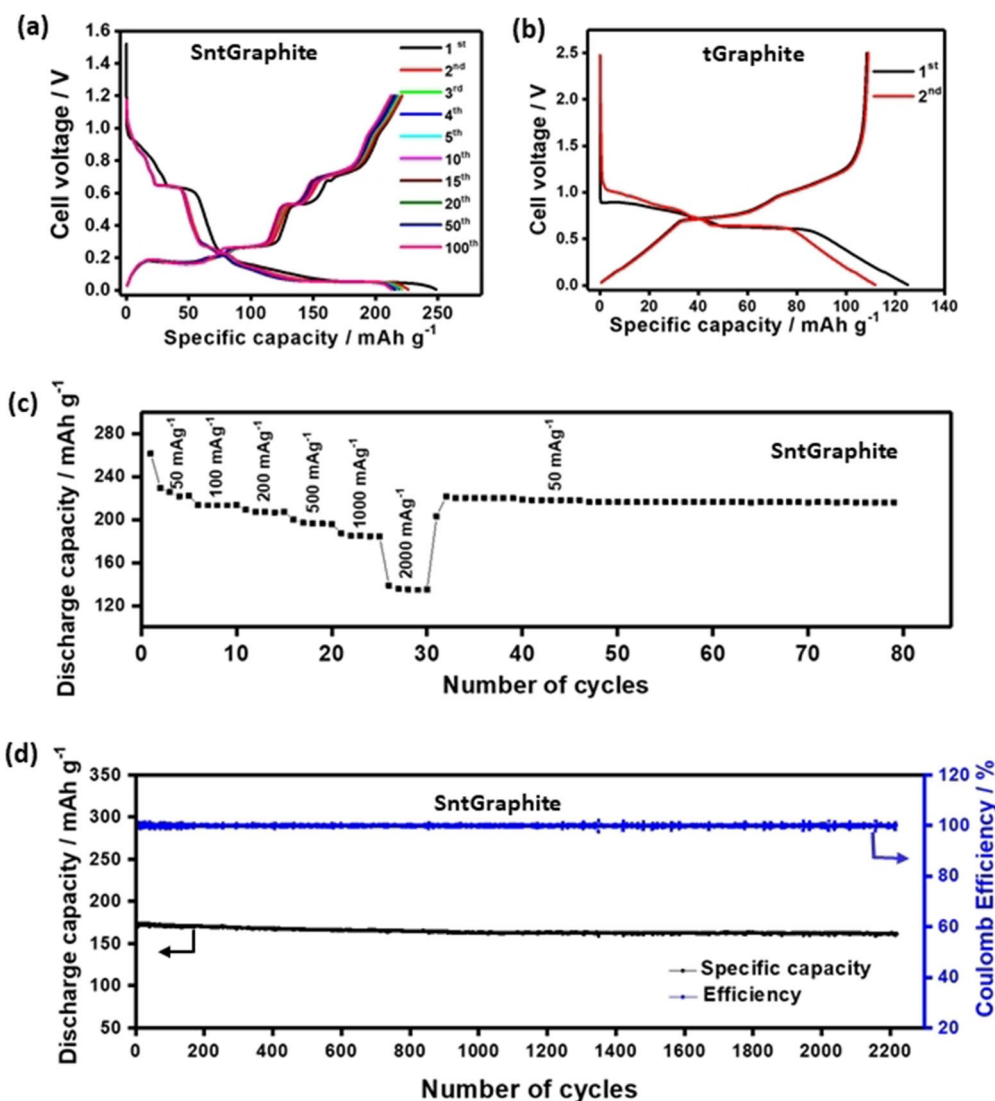 (a)
SntGraphite
1 st
2nd
3rd
4th
5th
10th
15th
20th
50th
100th
Cell voltage / V
1.6
1.4
1.2
1.0
0.8
0.6
0.4
0.2
0.0
0 50 100 150 200 250
Specific capacity / mAh g-1
(b)
tGraphite
1st
2nd
Cell voltage / V
2.5
2.0
1.5
1.0
0.5
0.0
0 20 40 60 80 100 120 140
Specific capacity / mAh g-1
(c)
SntGraphite
Discharge capacity / mAh g-1
280
240
200
160
120
50 mAg-1
100 mAg-1
200 mAg-1
500 mAg-1
1000 mAg-1
2000 mAg-1
50 mAg-1
0 10 20 30 40 50 60 70 80
Number of cycles
(d)
SntGraphite
Discharge capacity / mAh g-1
350
300
250
200
150
100
50
Specific capacity
Efficiency
120
100
80
60
40
20
Coulomb Efficiency / %
0 200 400 600 800 1000 1200 1400 1600 1800 2000 2200
Number of cycles